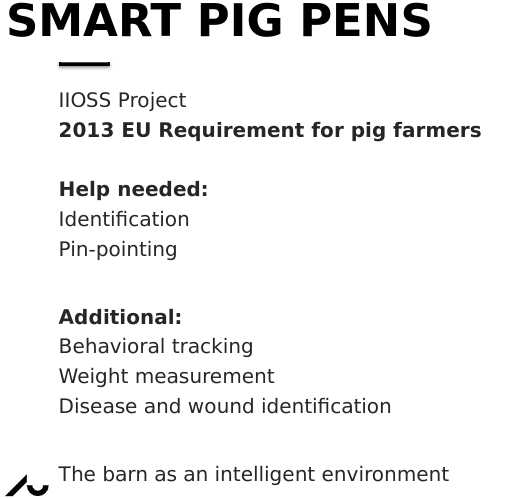 SMART PIG PENS
IIOSS Project
2013 EU Requirement for pig farmers
Help needed:
Identification
Pin-pointing
Additional:
Behavioral tracking
Weight measurement
Disease and wound identification
The barn as an intelligent environment